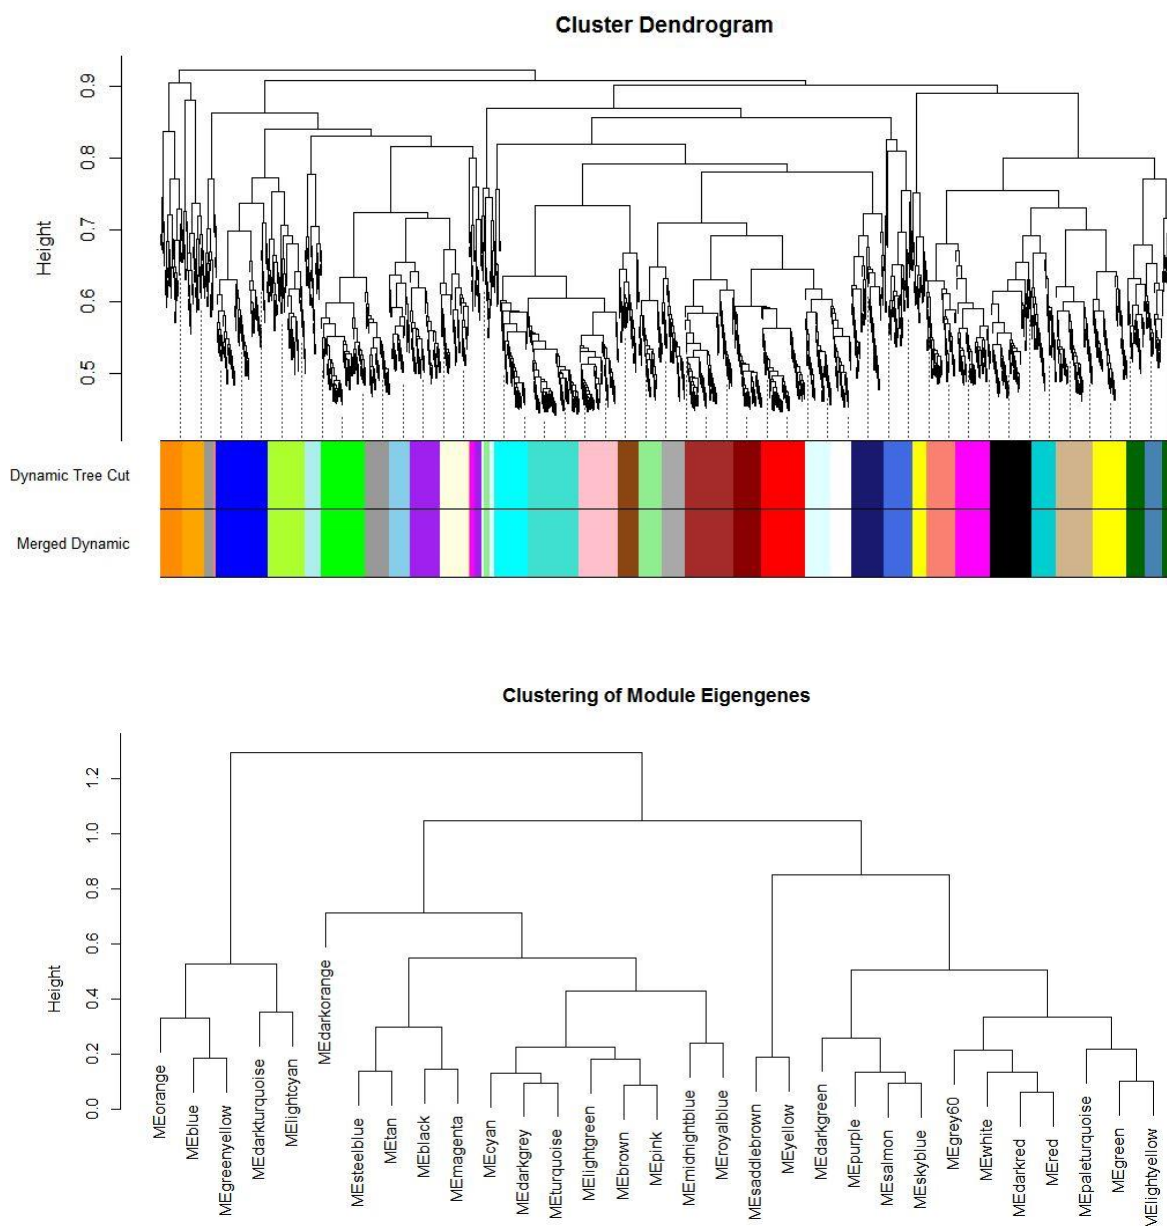 Cluster Dendrogram
Height
0.9
0.8
0.7
0.6
0.5
Dynamic Tree Cut
Merged Dynamic
Clustering of Module Eigengenes
Height
1.2
1.0
0.8
0.6
0.4
0.2
0.0
MEorange
MEblue
MEgreenyellow
MEdarkturquoise
MElightcyan
MEdarkorange
MEsteelblue
MEtan
MEblack
MEmagenta
MEcyan
MEdarkgrey
MEturquoise
MElightgreen
MEbrown
MEpink
MEmidnightblue
MEroyalblue
MEsaddlebrown
MEyellow
MEdarkgreen
MEpurple
MEsalmon
MEskyblue
MEgrey60
MEwhite
MEdarkred
MEred
MEpaleturquoise
MEgreen
MElightyellow